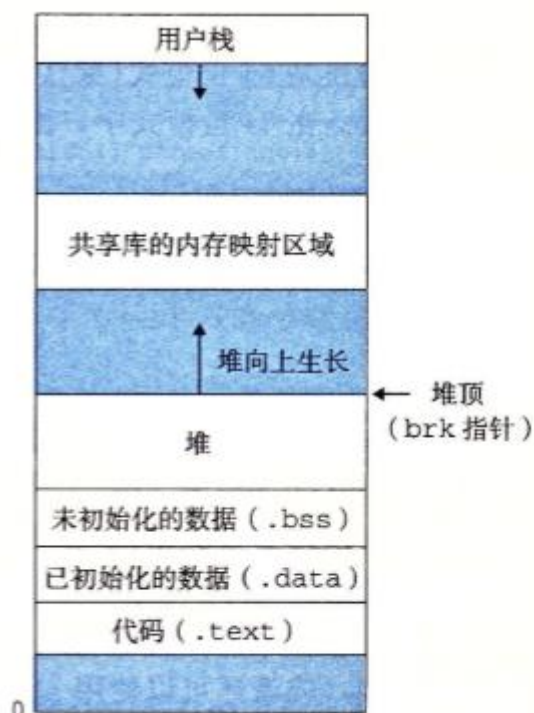 用户栈
共享库的内存映射区域
堆向上生长
堆顶
(brk 指针)
堆
未初始化的数据(.bss)
已初始化的数据(.data)
代码(.text)
0